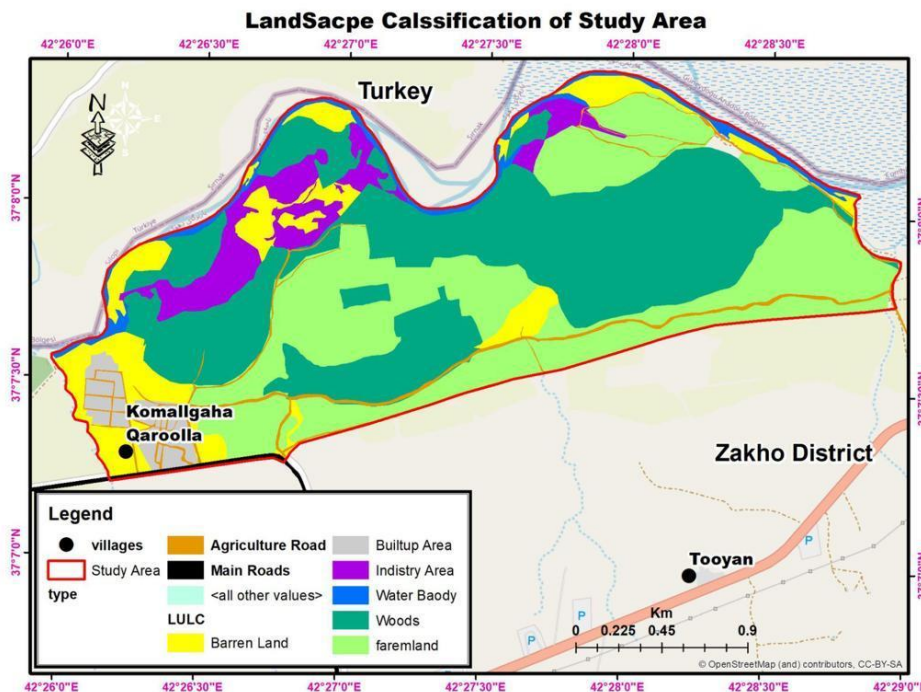 LandSacpe Calssification of Study Area
42°26'0"E 42°26'30"E 42°27'0"E 42°27'30"E 42°28'0"E 42°28'30"E
Turkey
N
N
E
S
37°8'0"N
37°7'30"N
37°7'0"N
Komallgaha
Qaroolla
Zakho District
Tooyan
P
P
P
Legend
villages
Study Area
type
Agriculture Road
Main Roads
<all other values>
LULC
Barren Land
Builtup Area
Indistry Area
Water Baody
Woods
faremland
Km
0 0.225 0.45 0.9
© OpenStreetMap (and) contributors, CC-BY-SA
42°26'0"E 42°26'30"E 42°27'0"E 42°27'30"E 42°28'0"E 42°28'30"E 42°29'0"E